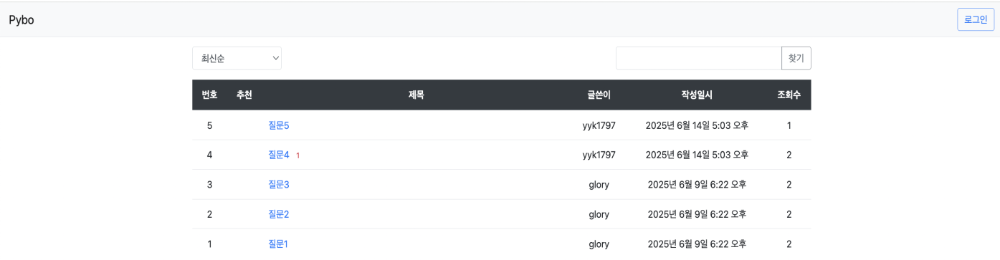 Pybo 로그인
최신순 찾기
번호 추천 제목 글쓴이 작성일시 조회수
5 질문5 yyk1797 2025년 6월 14일 5:03 오후 1
4 질문4 1 yyk1797 2025년 6월 14일 5:03 오후 2
3 질문3 glory 2025년 6월 9일 6:22 오후 2
2 질문2 glory 2025년 6월 9일 6:22 오후 2
1 질문1 glory 2025년 6월 9일 6:22 오후 2